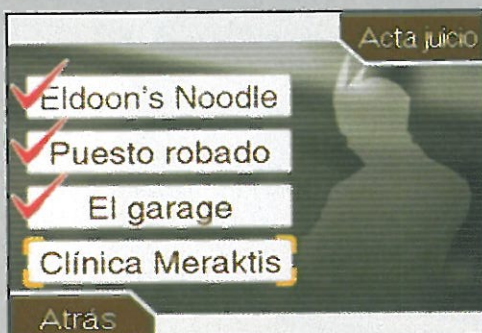 Acta juicio
Eldoon's Noodle
Puesto robado
El garage
Clínica Meraktis
Atrás